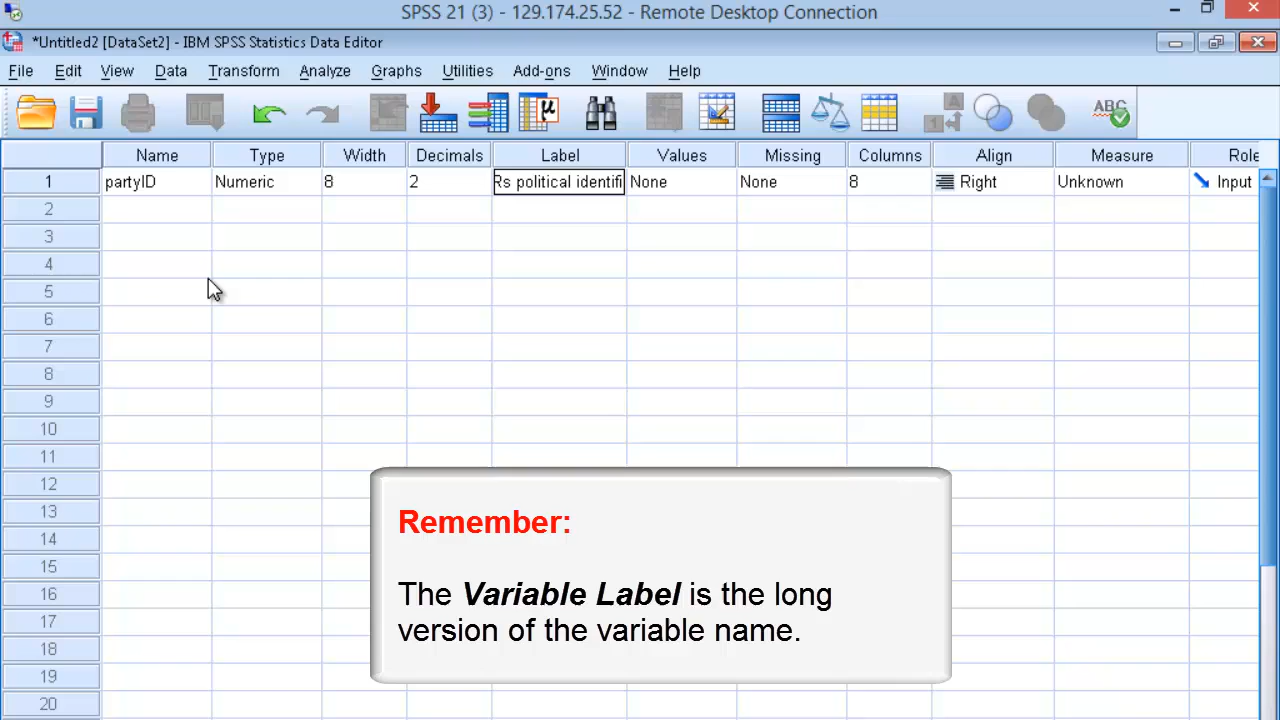 SPSS 21 (3) - 129.174.25.52 - Remote Desktop Connection
*Untitled2 [DataSet2] - IBM SPSS Statistics Data Editor
File Edit View Data Transform Analyze Graphs Utilities Add-ons Window Help
A
1
μ
ABC
Name Type Width Decimals Label Values Missing Columns Align Measure Role
1 partyID Numeric 8 2 Rs political identifi None None 8 Right Unknown Input
2
3
4
5
6
7
8
9
10
11
12
13
14
15
16
17
18
19
20
Remember:
The Variable Label is the long
version of the variable name.